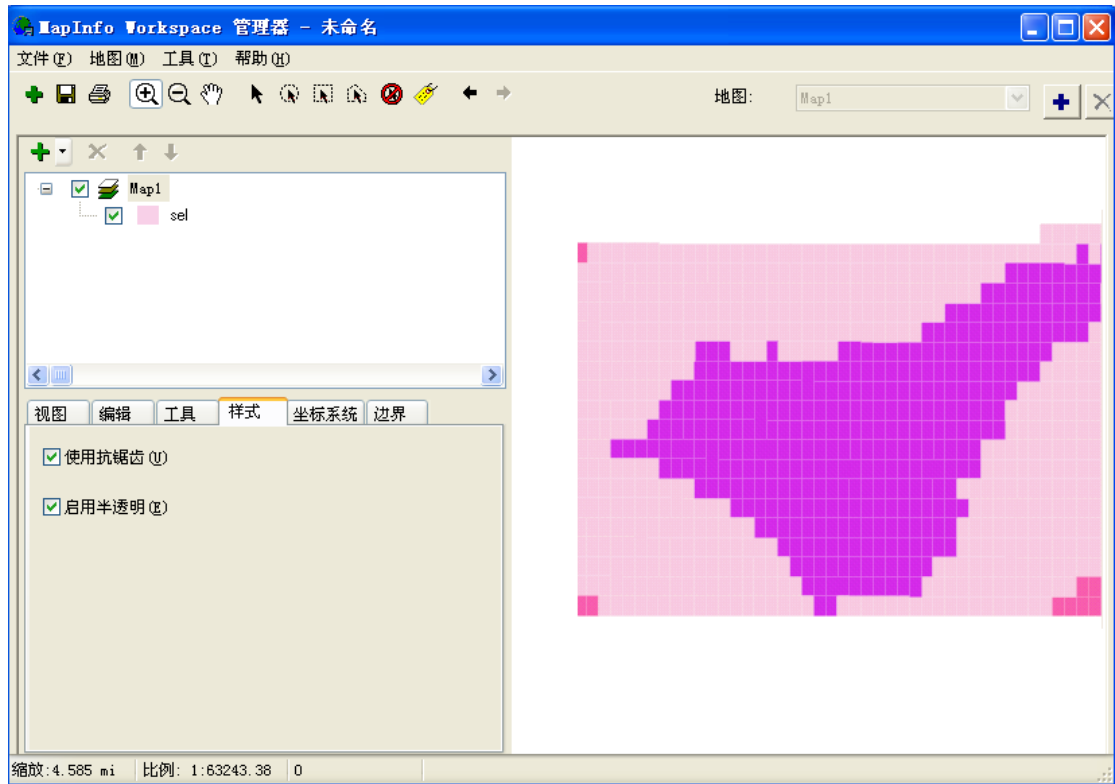 MapInfo Workspace 管理器 - 未命名
文件(F) 地图(M) 工具(T) 帮助(H)
地图: Map1
Map1
sel
视图 编辑 工具 样式 坐标系统 边界
使用抗锯齿(U)
启用半透明(E)
缩放:4.585 mi 比例: 1:63243.38 0